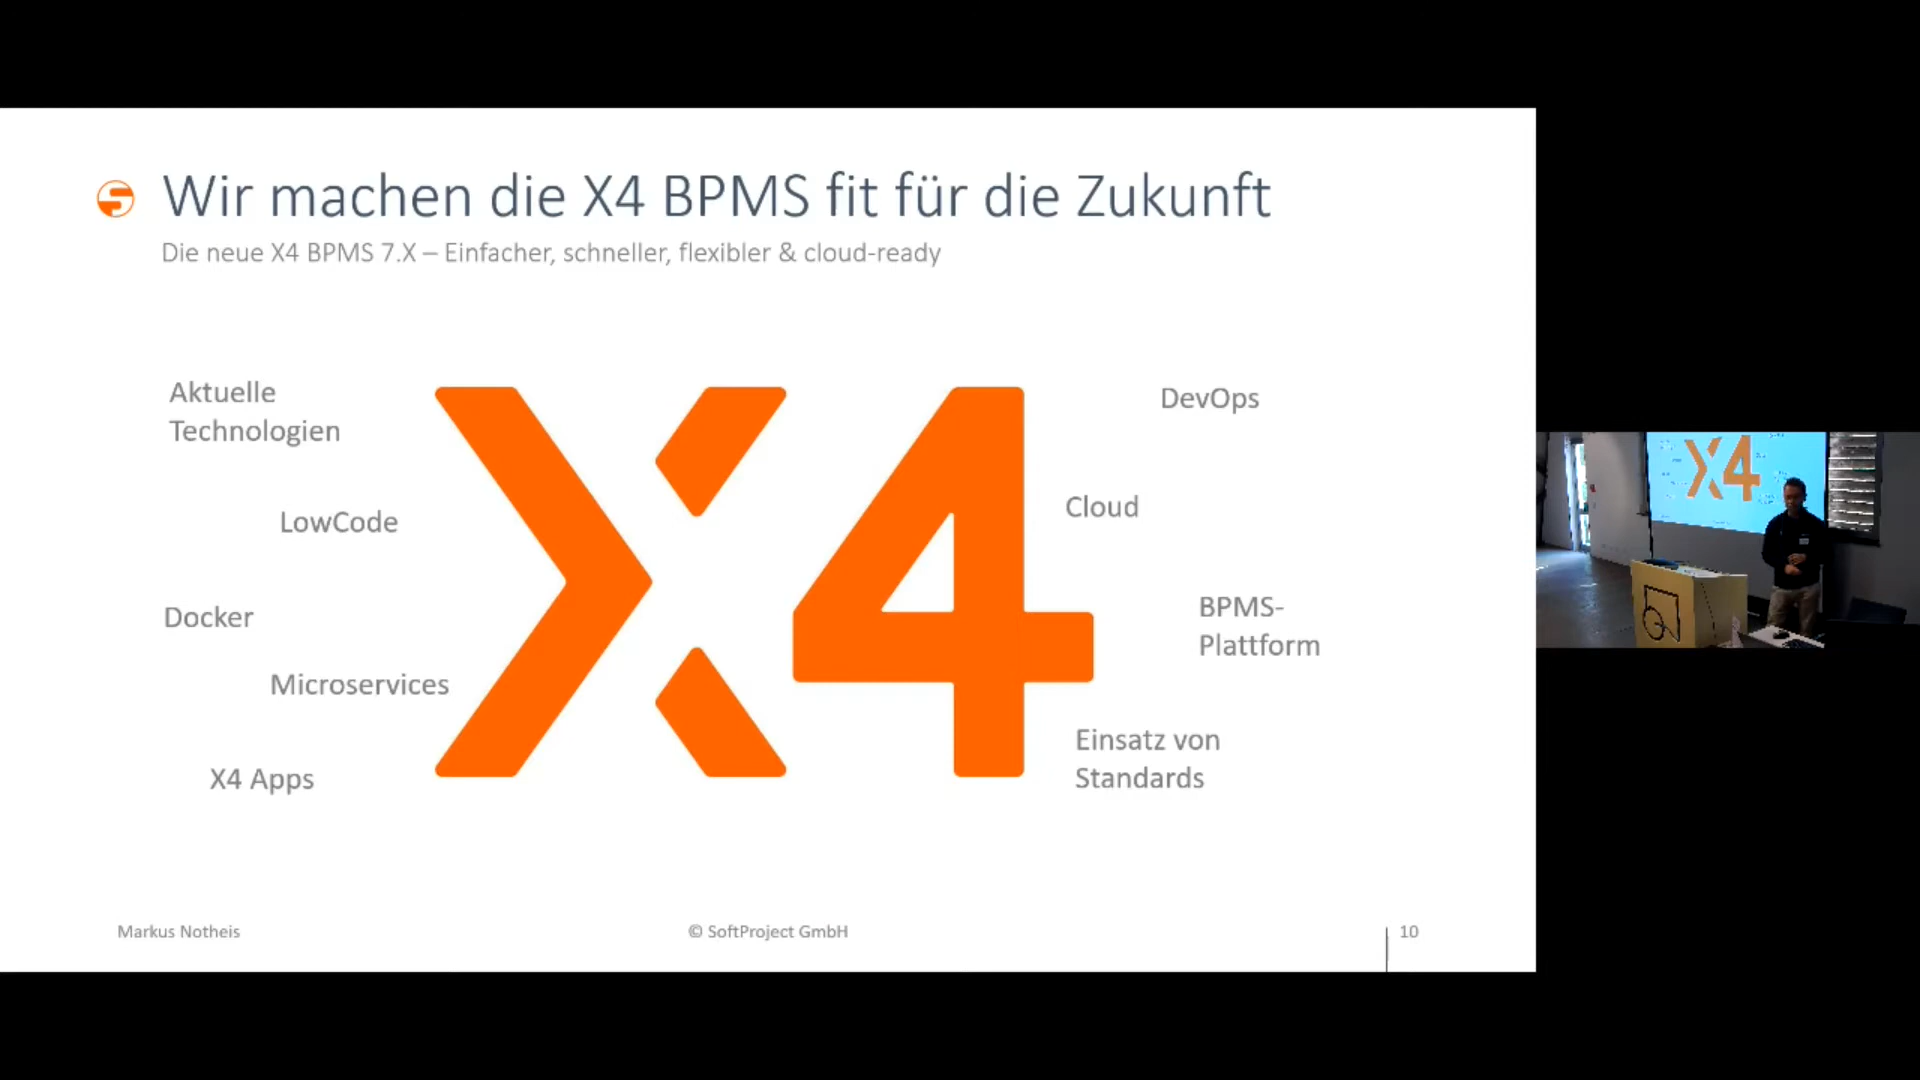 Wir machen die X4 BPMS fit für die Zukunft
Die neue X4 BPMS 7.X – Einfacher, schneller, flexibler & cloud-ready
Aktuelle
Technologien
LowCode
Docker
Microservices
X4 Apps
X4
DevOps
Cloud
BPMS-
Plattform
Einsatz von
Standards
Markus Notheis
© SoftProject GmbH
10
X4